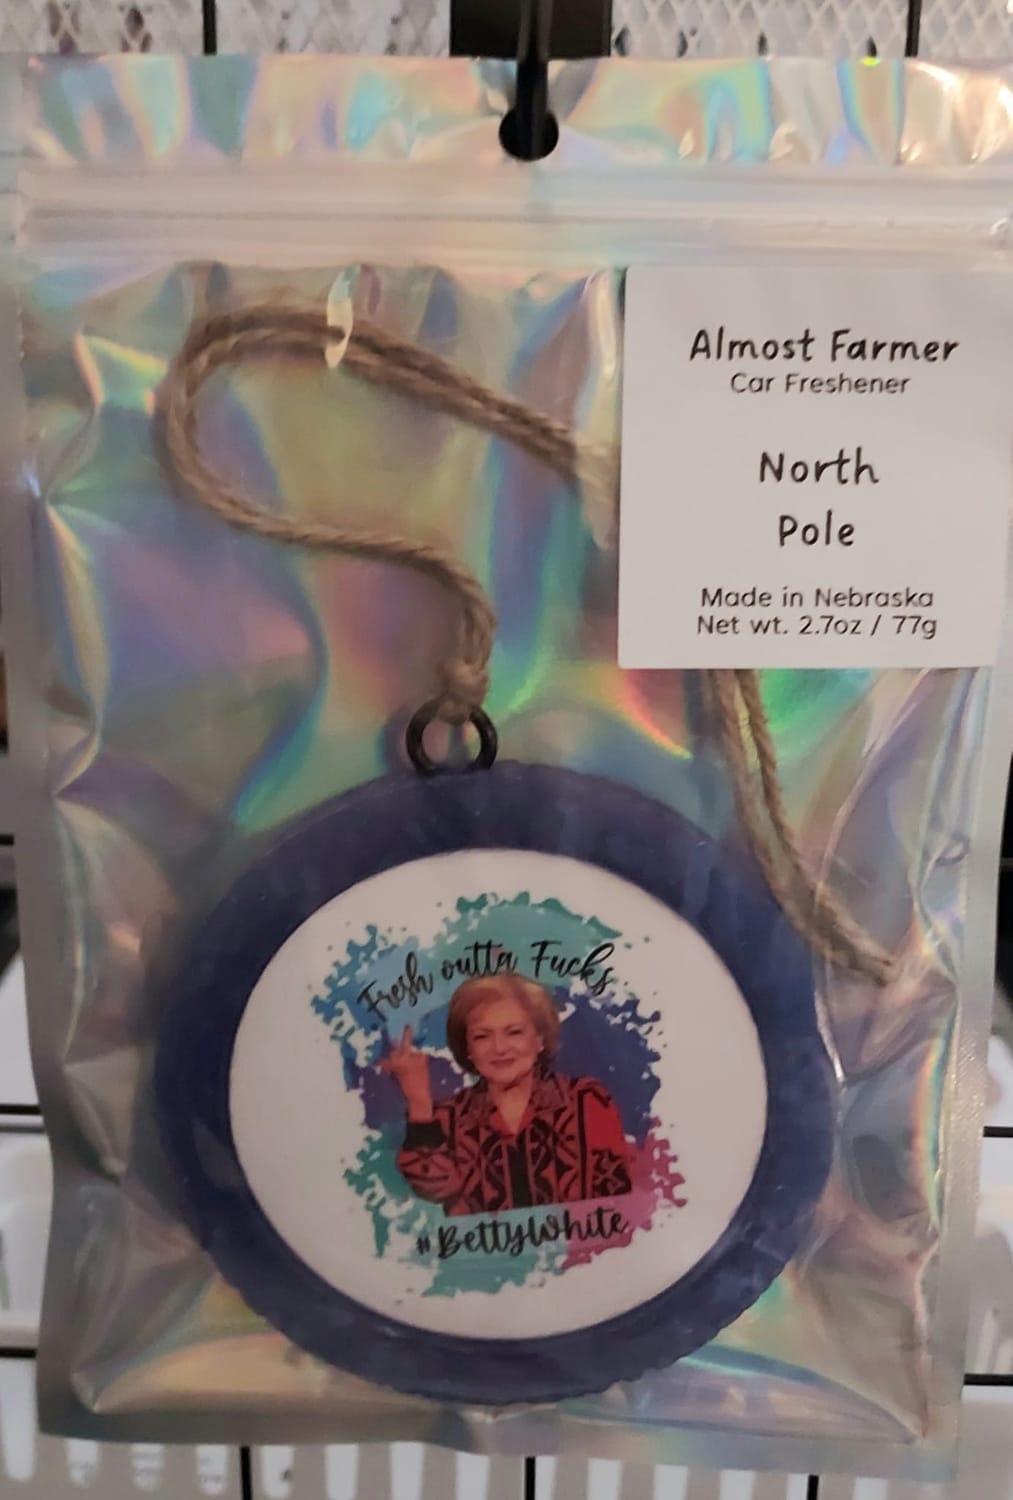 Almost Farmer
Car Freshener
North
Pole
Made in Nebraska
Net wt. 2.7oz / 77g
Fresh outta Fucks
#BettyWhite